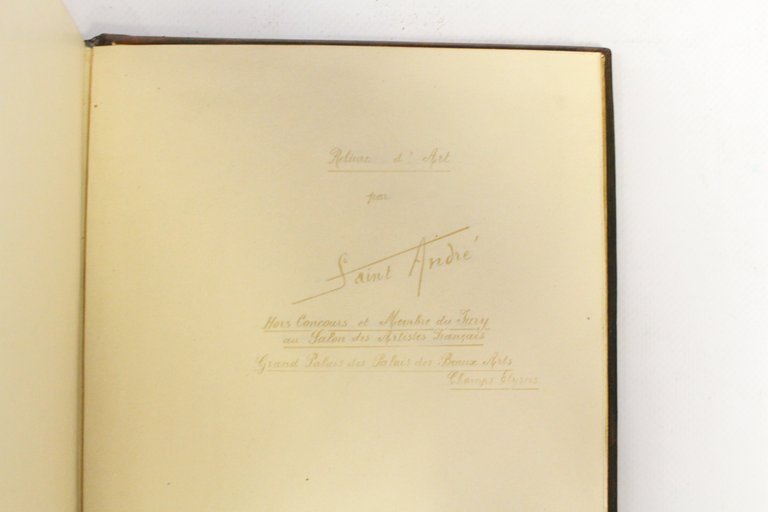 Reliure d'Art
par
Saint André
Hors Concours et Membre du Jury
au Salon des Artistes Français
Grand Palais des Palais des Beaux Arts
Champs Elysées